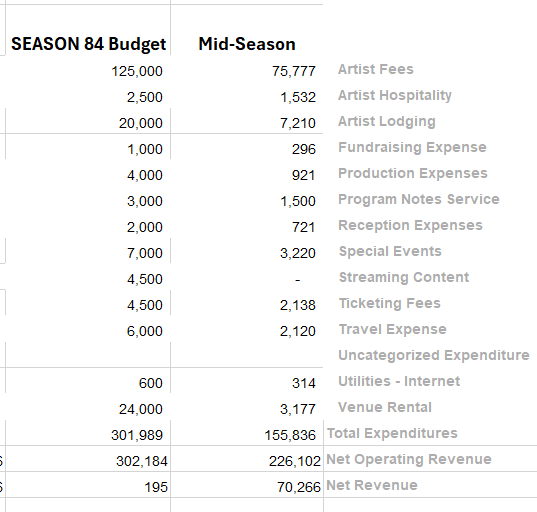 SEASON 84 Budget Mid-Season
125,000 75,777 Artist Fees
2,500 1,532 Artist Hospitality
20,000 7,210 Artist Lodging
1,000 296 Fundraising Expense
4,000 921 Production Expenses
3,000 1,500 Program Notes Service
2,000 721 Reception Expenses
7,000 3,220 Special Events
4,500 - Streaming Content
4,500 2,138 Ticketing Fees
6,000 2,120 Travel Expense
Uncategorized Expenditure
600 314 Utilities - Internet
24,000 3,177 Venue Rental
301,989 155,836 Total Expenditures
302,184 226,102 Net Operating Revenue
195 70,266 Net Revenue